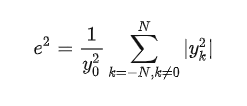 $e^2 = \frac{1}{y_0^2} \sum_{k=-N, k \neq 0}^{N} |y_k^2|$